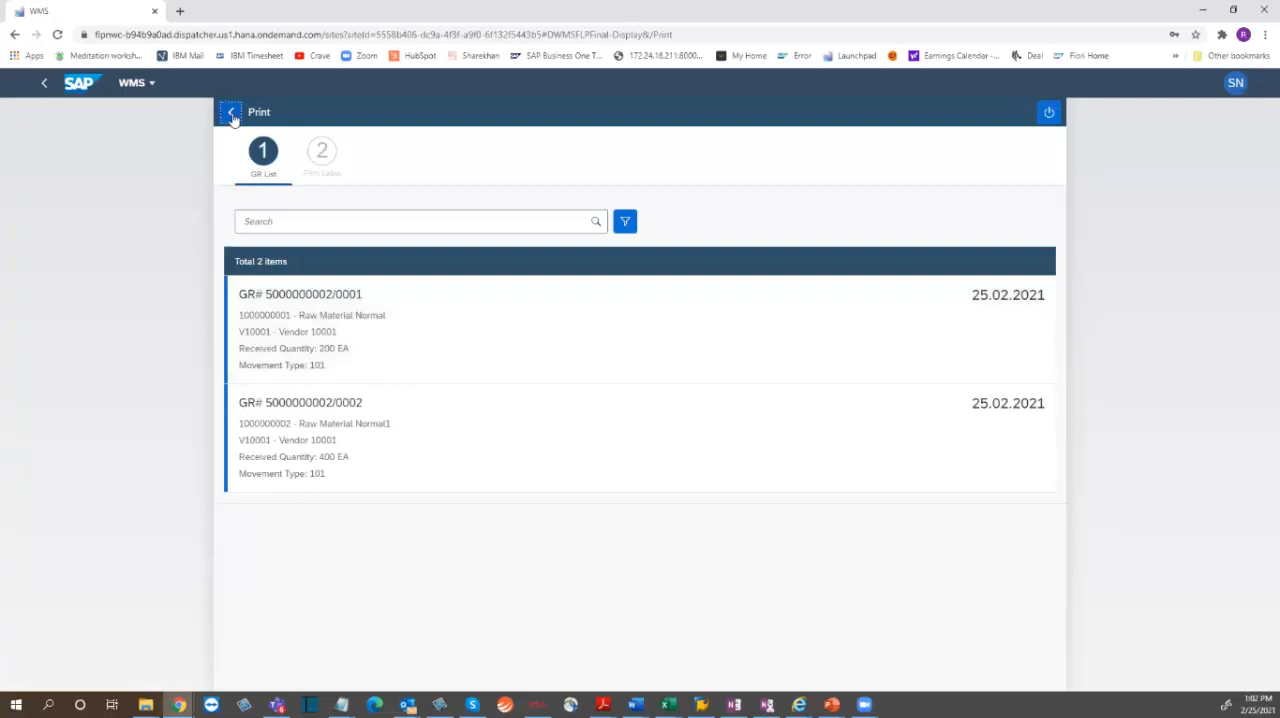 WMS
flpnwc-b94b9a0ad.dispatcher.us1.hana.ondemand.com/sites?siteId=5558b406-dc9a-4f3f-a9f0-6f132f5443b5#DWMSFLPFinal-Display&/Print
Apps Meditation worksh... IBM Mail IBM Timesheet Crave Zoom HubSpot Sharekhan SAP Business One T... 172.24.16.211:8000... My Home Error Launchpad Earnings Calendar -... Deal Fiori Home » Other bookmarks
SAP WMS SN
Print
1 2
GR List Print Label
Search
Total 2 items
GR# 5000000002/0001 25.02.2021
1000000001 - Raw Material Normal
V10001 - Vendor 10001
Received Quantity: 200 EA
Movement Type: 101
GR# 5000000002/0002 25.02.2021
1000000002 - Raw Material Normal1
V10001 - Vendor 10001
Received Quantity: 400 EA
Movement Type: 101
1:02 PM
2/25/2021